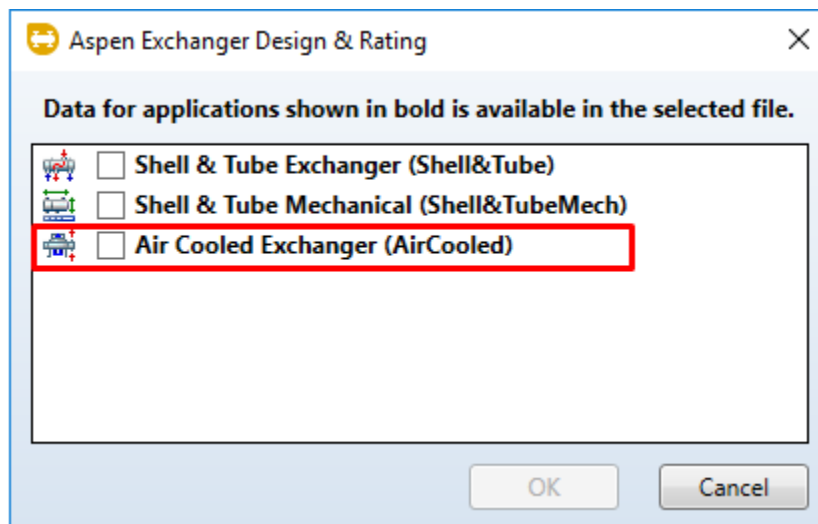 Aspen Exchanger Design & Rating
Data for applications shown in bold is available in the selected file.
Shell & Tube Exchanger (Shell&Tube)
Shell & Tube Mechanical (Shell&TubeMech)
Air Cooled Exchanger (AirCooled)
OK Cancel